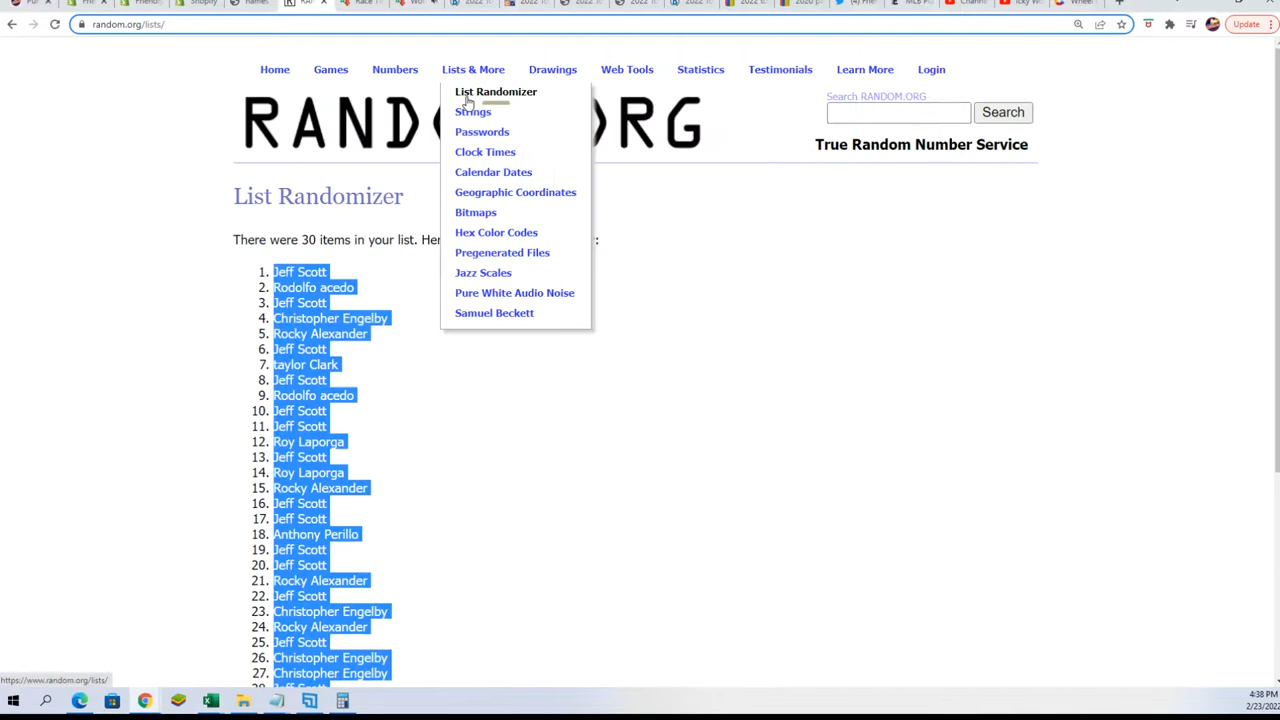 Shopify
names
random.org/lists/
Update
Home Games Numbers Lists & More Drawings Web Tools Statistics Testimonials Learn More Login
List Randomizer
Strings
Passwords
Clock Times
Calendar Dates
Geographic Coordinates
Bitmaps
Hex Color Codes
Pregenerated Files
Jazz Scales
Pure White Audio Noise
Samuel Beckett
Search RANDOM.ORG
Search
True Random Number Service
List Randomizer
There were 30 items in your list. Her :
1. Jeff Scott
2. Rodolfo acedo
3. Jeff Scott
4. Christopher Engelby
5. Rocky Alexander
6. Jeff Scott
7. taylor Clark
8. Jeff Scott
9. Rodolfo acedo
10. Jeff Scott
11. Jeff Scott
12. Roy Laporga
13. Jeff Scott
14. Roy Laporga
15. Rocky Alexander
16. Jeff Scott
17. Jeff Scott
18. Anthony Perillo
19. Jeff Scott
20. Jeff Scott
21. Rocky Alexander
22. Jeff Scott
23. Christopher Engelby
24. Rocky Alexander
25. Jeff Scott
26. Christopher Engelby
27. Christopher Engelby
https://www.random.org/lists/
4:38 PM
2/23/2022